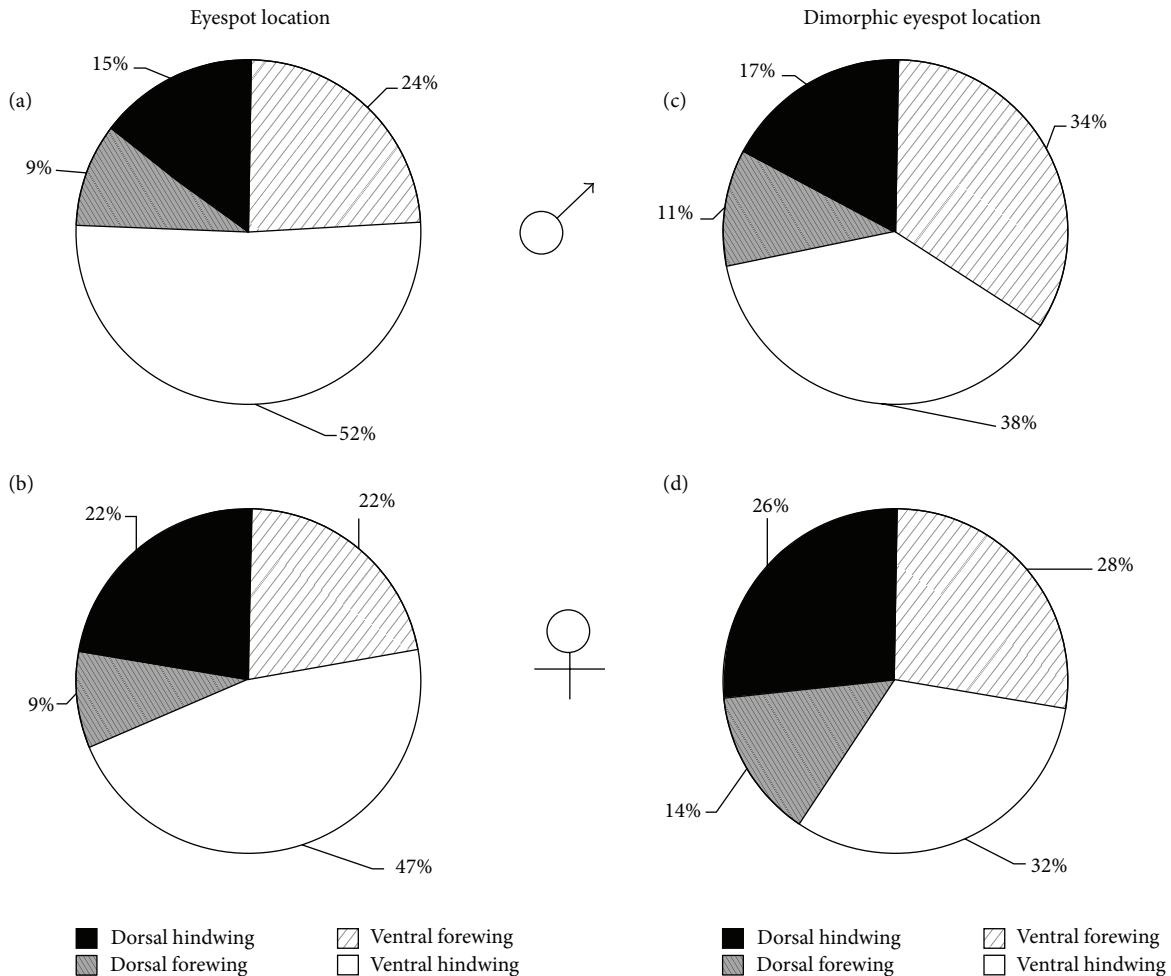 Eyespot location
Dimorphic eyespot location
(a)
15%
24%
9%
52%
(c)
17%
34%
11%
38%
(b)
22%
22%
9%
47%
(d)
26%
28%
14%
32%
Dorsal hindwing
Ventral forewing
Dorsal forewing
Ventral hindwing
Dorsal hindwing
Ventral forewing
Dorsal forewing
Ventral hindwing